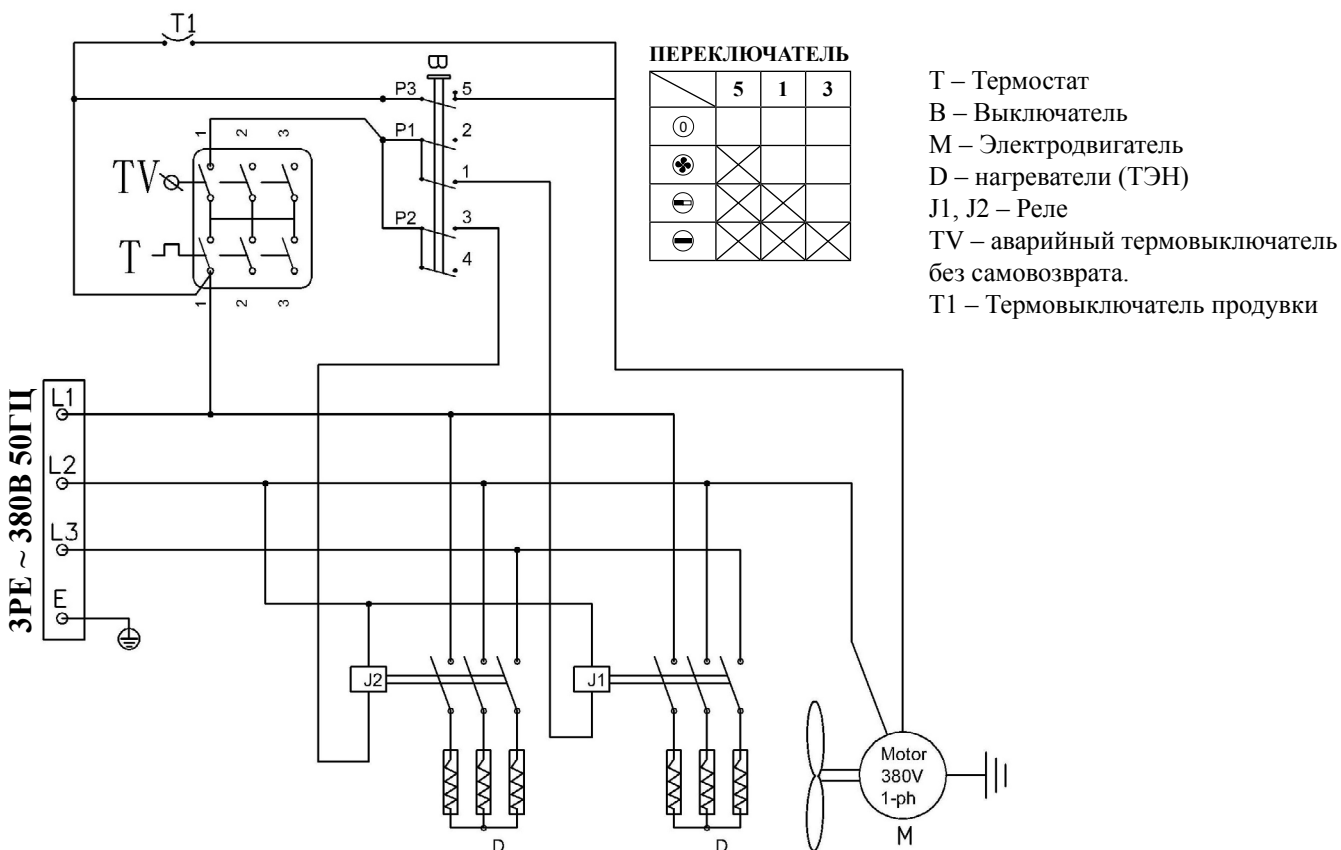 T1
B
P3
5
P1
2
1
P2
3
4
1 2 3
TV
T
1 2 3
ПЕРЕКЛЮЧАТЕЛЬ
5 1 3
0
T – Термостат
B – Выключатель
M – Электродвигатель
D – нагреватели (ТЭН)
J1, J2 – Реле
TV – аварийный термовыключатель
без самовозврата.
T1 – Термовыключатель продувки
3PE ~ 380В 50ГЦ
L1
L2
L3
E
J2
J1
D
D
Motor
380V
1-ph
M